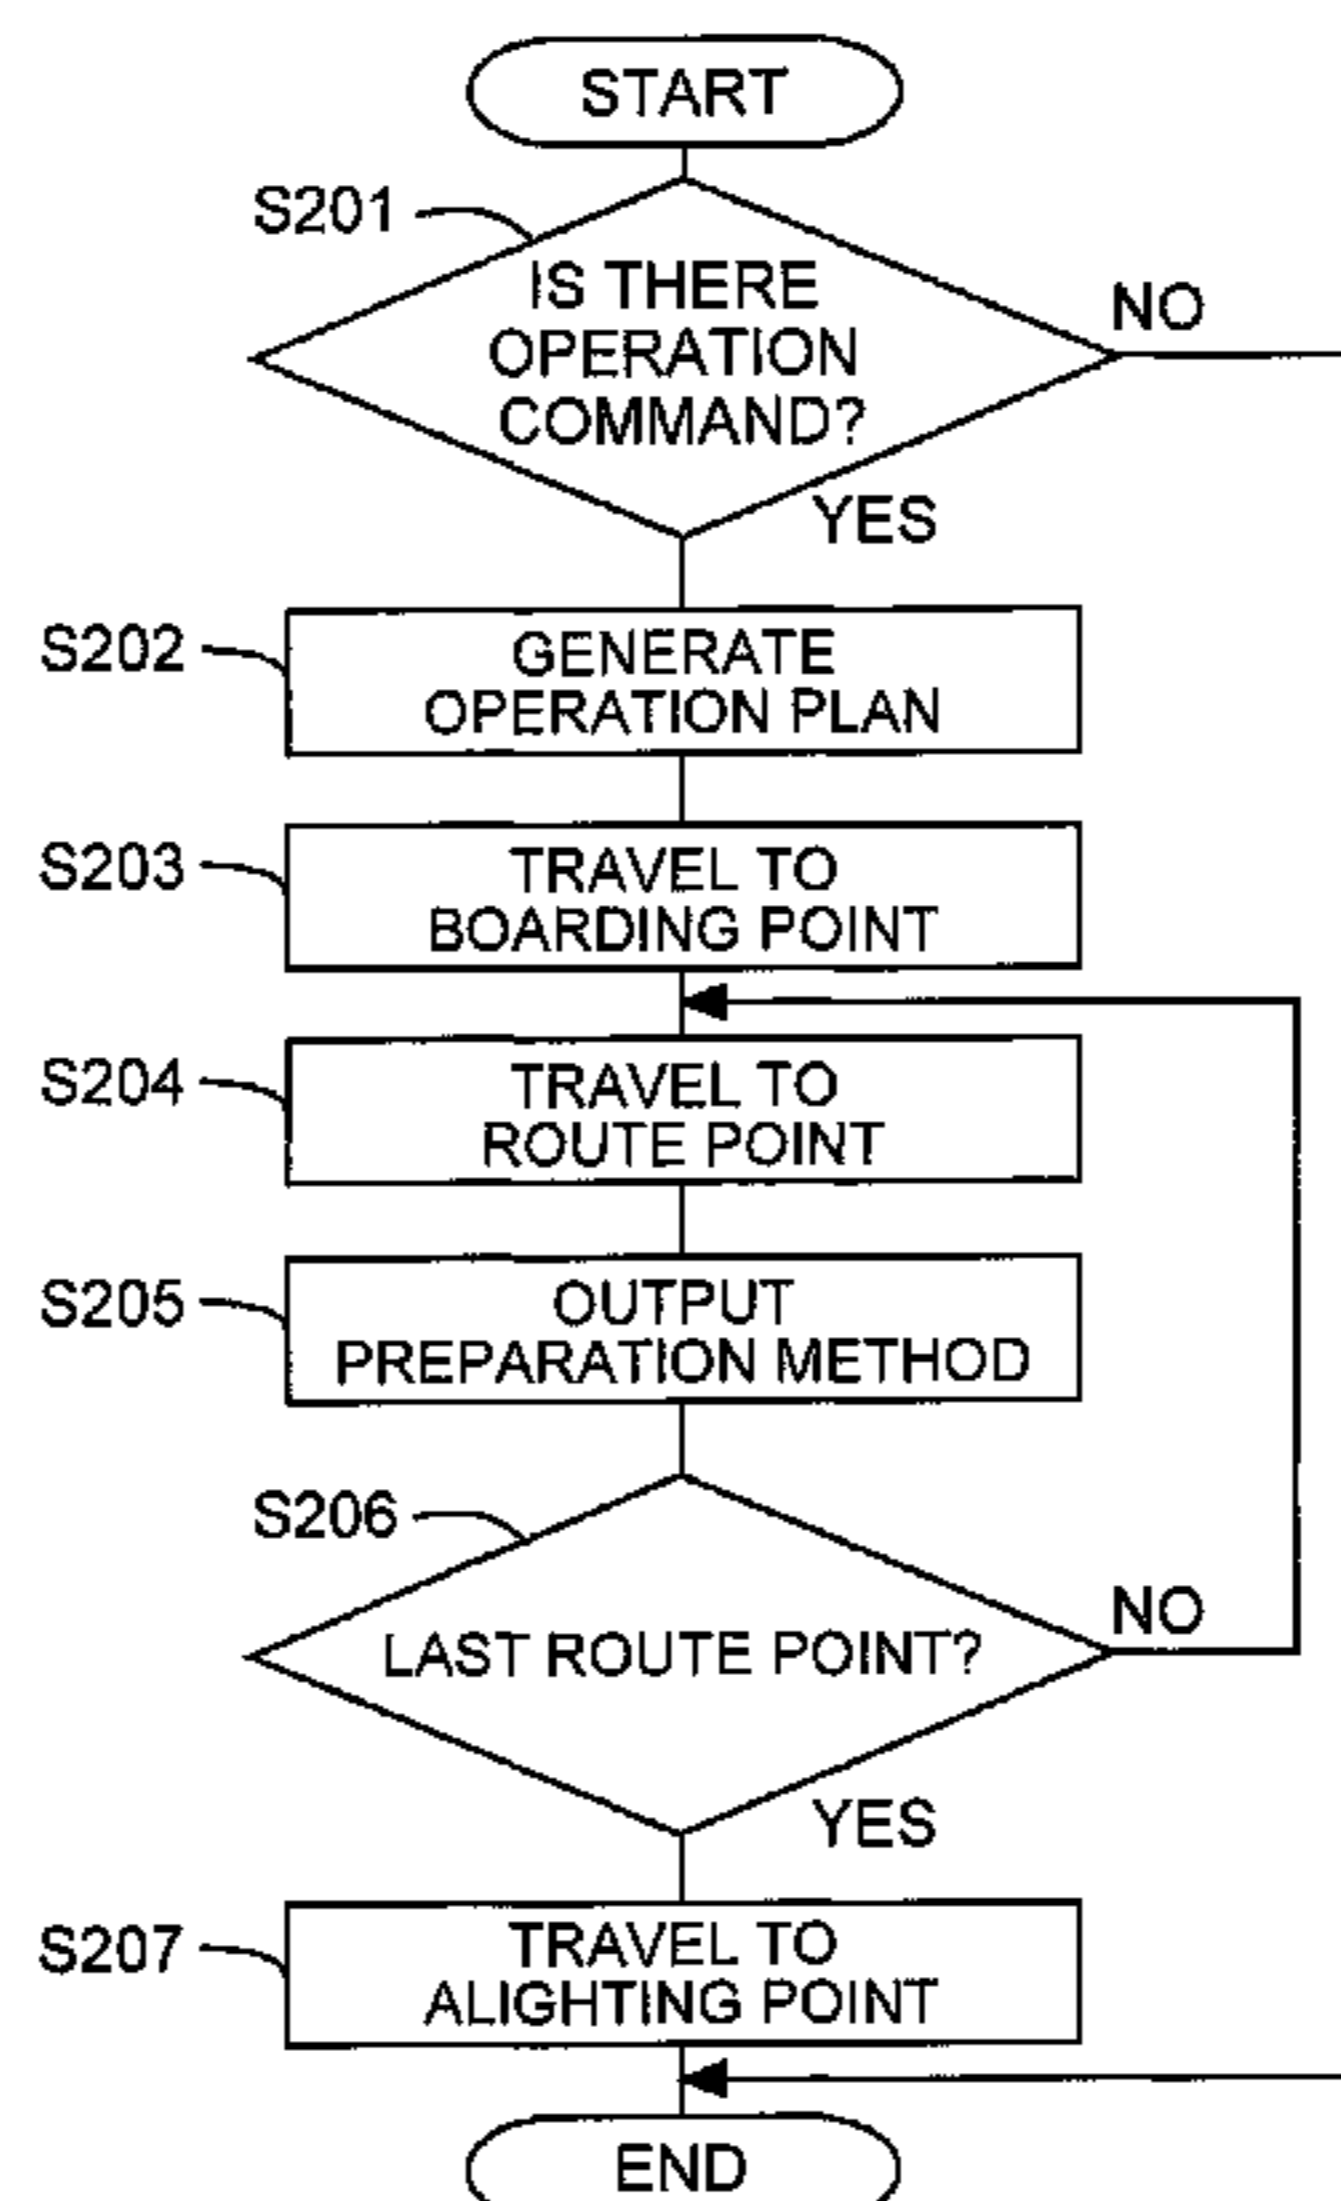 START
S201
IS THERE
OPERATION
COMMAND?
NO
YES
S202
GENERATE
OPERATION PLAN
S203
TRAVEL TO
BOARDING POINT
S204
TRAVEL TO
ROUTE POINT
S205
OUTPUT
PREPARATION METHOD
S206
LAST ROUTE POINT?
NO
YES
S207
TRAVEL TO
ALIGHTING POINT
END